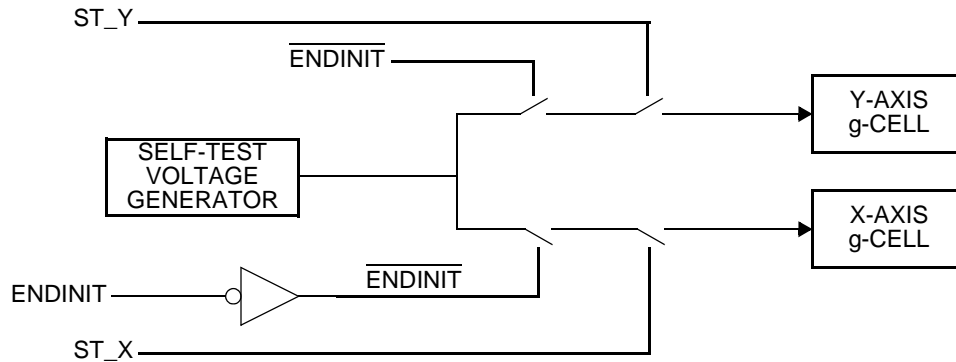 ST_Y
ENDINIT
Y-AXIS
g-CELL
SELF-TEST
VOLTAGE
GENERATOR
X-AXIS
g-CELL
ENDINIT
ENDINIT
ST_X